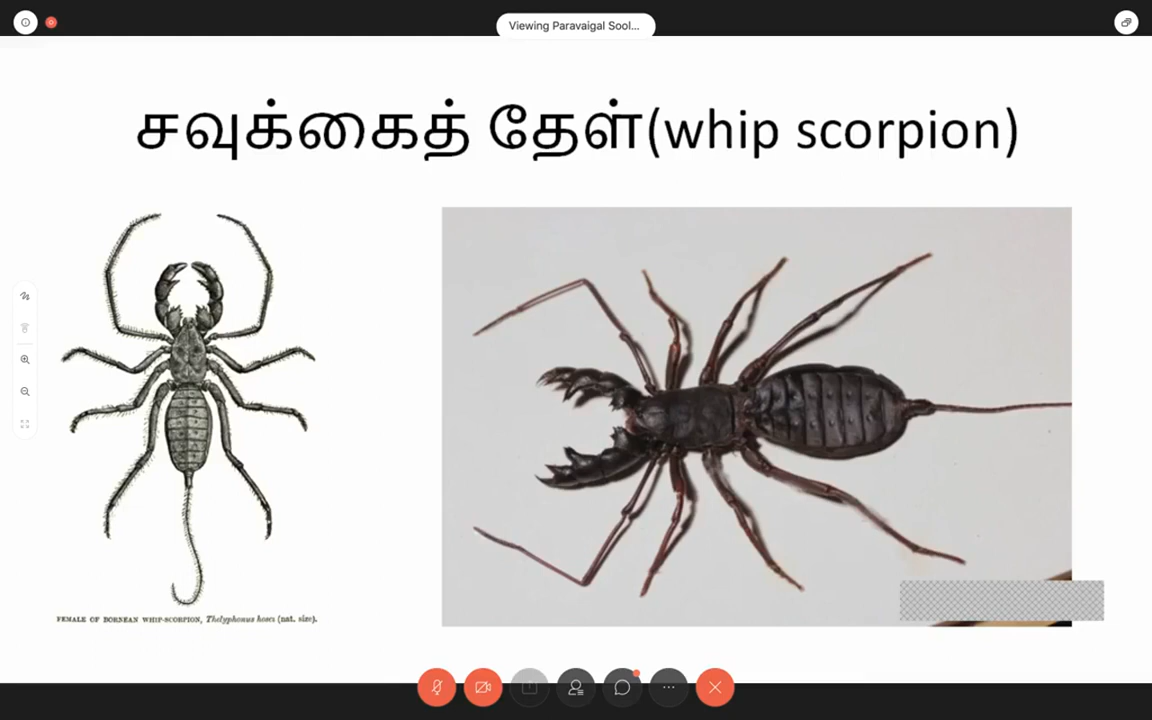 Viewing Paravaigal Sool...
சவுக்கைத் தேள்(whip scorpion)
FEMALE OF BORNEAN WHIP-SCORPION, Thelyphonus hosei (nat. size).